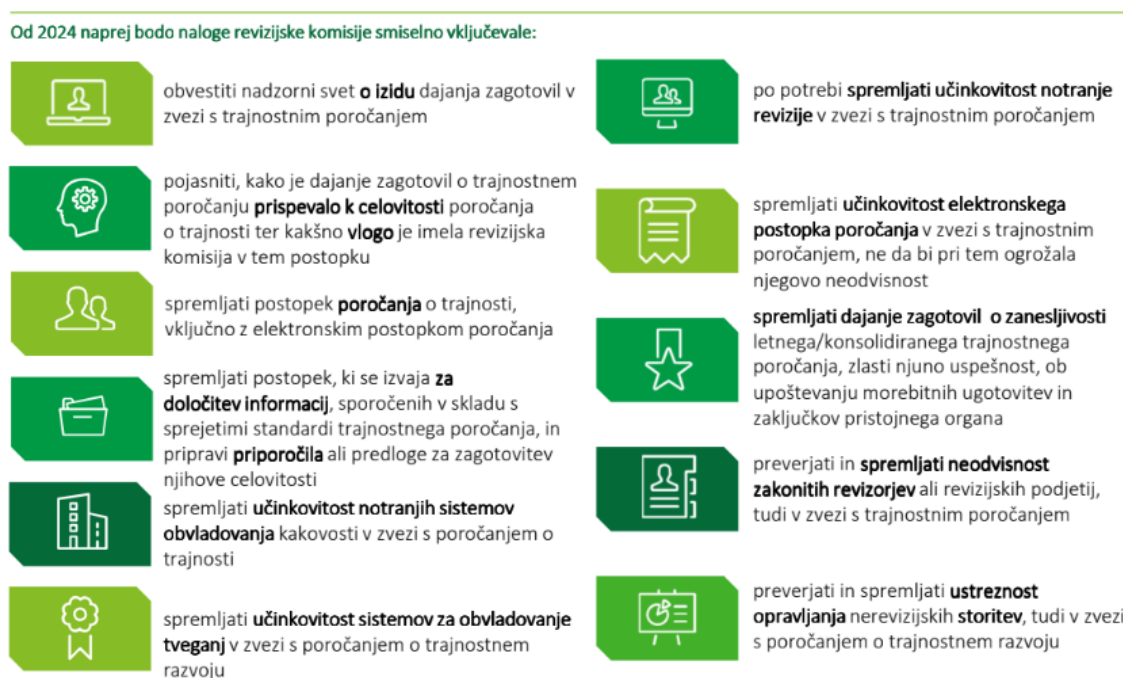 Od 2024 naprej bodo naloge revizijske komisije smiselno vključevale:
obvestiti nadzorni svet o izidu dajanja zagotovil v
zvezi s trajnostnim poročanjem
pojasniti, kako je dajanje zagotovil o trajnostnem
poročanju prispevalo k celovitosti poročanja
o trajnosti ter kakšno vlogo je imela revizijska
komisija v tem postopku
spremljati postopek poročanja o trajnosti,
vključno z elektronskim postopkom poročanja
spremljati postopek, ki se izvaja za
določitev informacij, sporočenih v skladu s
sprejetimi standardi trajnostnega poročanja, in
pripravi priporočila ali predloge za zagotovitev
njihove celovitosti
spremljati učinkovitost notranjih sistemov
obvladovanja kakovosti v zvezi s poročanjem o
trajnosti
spremljati učinkovitost sistemov za obvladovanje
tveganj v zvezi s poročanjem o trajnostnem
razvoju
po potrebi spremljati učinkovitost notranje
revizije v zvezi s trajnostnim poročanjem
spremljati učinkovitost elektronskega
postopka poročanja v zvezi s trajnostnim
poročanjem, ne da bi pri tem ogrožala
njegovo neodvisnost
spremljati dajanje zagotovil o zanesljivosti
letnega/konsolidiranega trajnostnega
poročanja, zlasti njuno uspešnost, ob
upoštevanju morebitnih ugotovitev in
zaključkov pristojnega organa
preverjati in spremljati neodvisnost
zakonitih revizorjev ali revizijskih podjetij,
tudi v zvezi s trajnostnim poročanjem
preverjati in spremljati ustreznost
opravljanja nerevizijskih storitev, tudi v zvezi
s poročanjem o trajnostnem razvoju